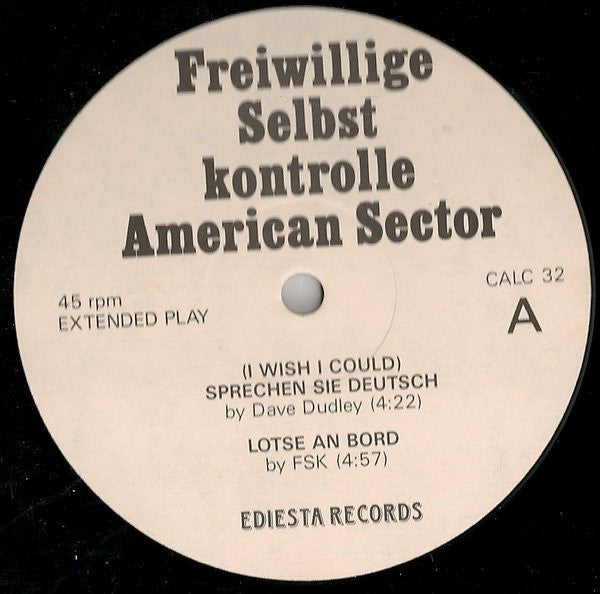 Freiwillige
Selbst
kontrolle
American Sector
45 rpm
EXTENDED PLAY
CALC 32
A
(I WISH I COULD)
SPRECHEN SIE DEUTSCH
by Dave Dudley (4:22)
LOTSE AN BORD
by FSK (4:57)
EDIESTA RECORDS